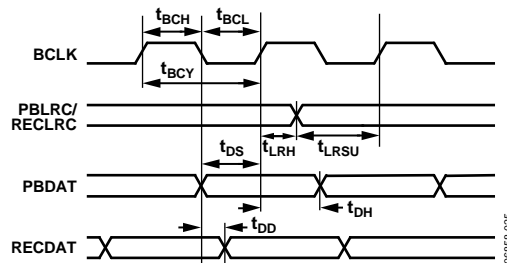 tBCH
tBCL
BCLK
tBCY
PBLRC/
RECLRC
tLRH
tLRSU
tDS
PBDAT
tDH
tDD
RECDAT